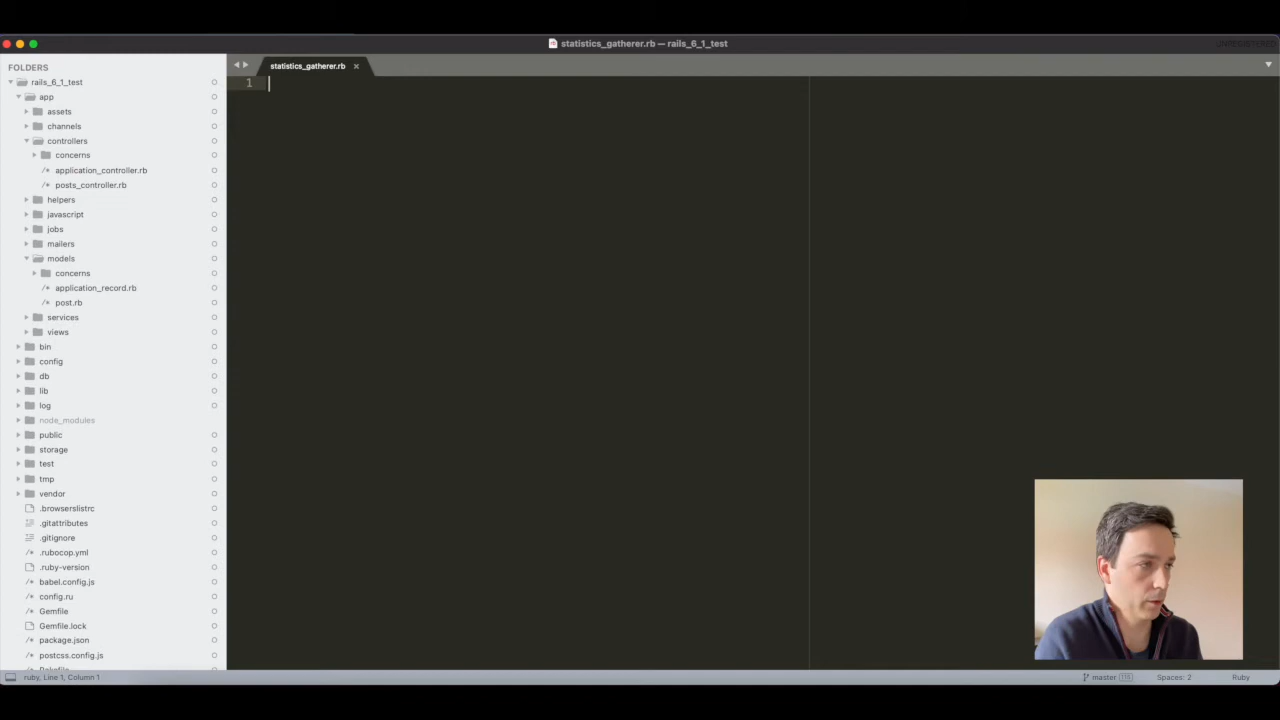 statistics_gatherer.rb — rails_6_1_test
UNREGISTERED
FOLDERS
statistics_gatherer.rb
rails_6_1_test
1
app
assets
channels
controllers
concerns
application_controller.rb
posts_controller.rb
helpers
javascript
jobs
mailers
models
concerns
application_record.rb
post.rb
services
views
bin
config
db
lib
log
node_modules
public
storage
test
tmp
vendor
.browserslistrc
.gitattributes
.gitignore
.rubocop.yml
.ruby-version
babel.config.js
config.ru
Gemfile
Gemfile.lock
package.json
postcss.config.js
Rakefile
ruby, Line 1, Column 1
master
Spaces: 2
Ruby